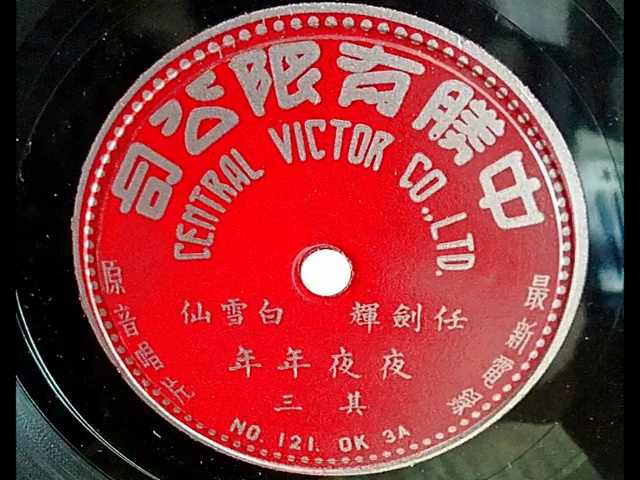 中勝有限公司
CENTRAL VICTOR CO., LTD.
任劍輝 白雪仙
夜夜年年
其三
NO. 121. OK 3A
最新電錄
原音唱片